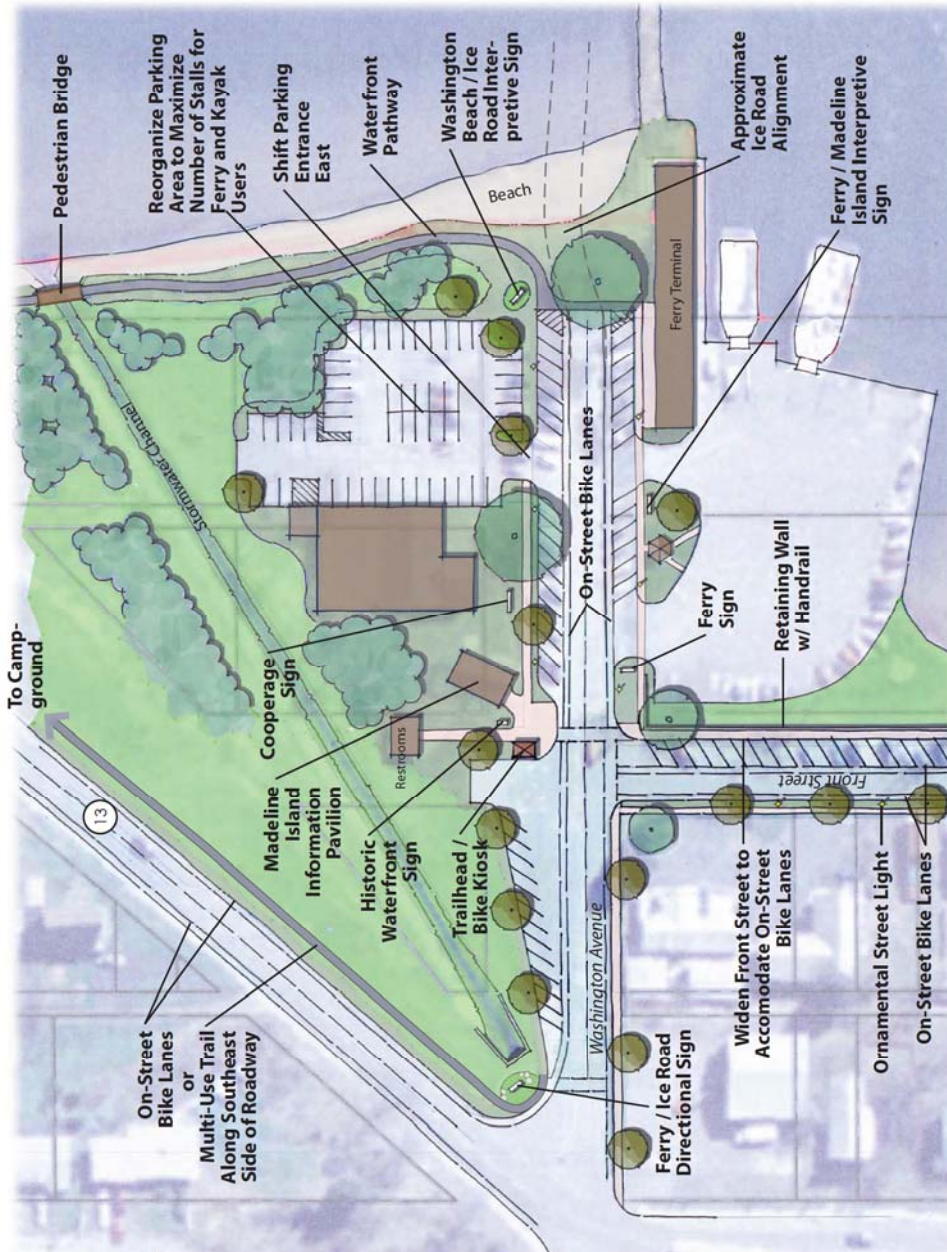 To Camp-
ground
13
On-Street
Bike Lanes
or
Multi-Use Trail
Along Southeast
Side of Roadway
Stormwater Channel
Pedestrian Bridge
Reorganize Parking
Area to Maximize
Number of Stalls for
Ferry and Kayak
Users
Shift Parking
Entrance
East
Waterfront
Pathway
Washington
Beach / Ice
Road Inter-
pretive Sign
Beach
Approximate
Ice Road
Alignment
Ferry / Madeline
Island Interpretive
Sign
Cooperage
Sign
Madeline
Island
Information
Pavilion
Restrooms
Historic
Waterfront
Sign
Trailhead /
Bike Kiosk
On-Street Bike Lanes
Ferry Terminal
Ferry
Sign
Retaining Wall
w/ Handrail
Front Street
Washington Avenue
Ferry / Ice Road
Directional Sign
Widen Front Street to
Accomodate On-Street
Bike Lanes
Ornamental Street Light
On-Street Bike Lanes